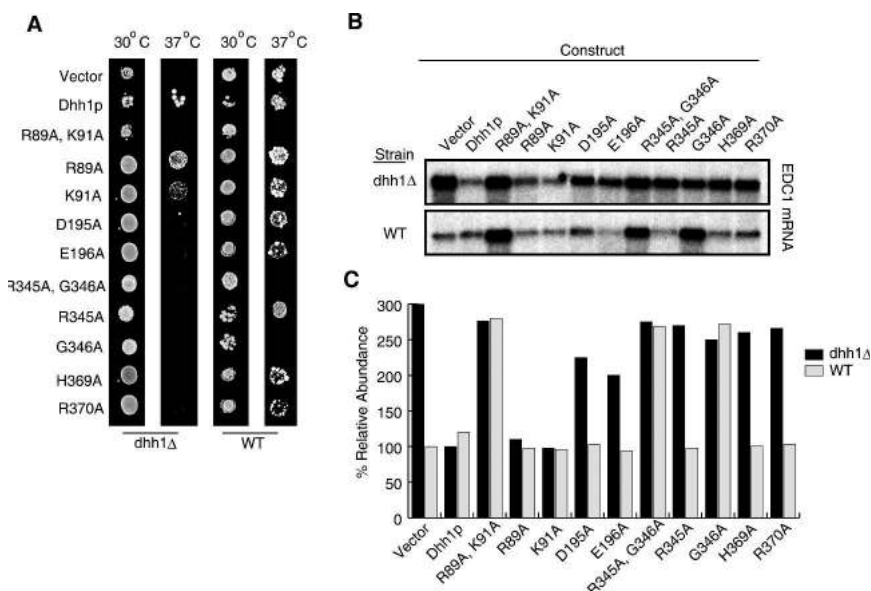 A
30°C 37°C 30°C 37°C
Vector
Dhh1p
R89A, K91A
R89A
K91A
D195A
E196A
R345A, G346A
R345A
G346A
H369A
R370A
dhh1Δ WT
B
Construct
Vector
Dhh1p
R89A, K91A
R89A
K91A
D195A
E196A
R345A, G346A
R345A
G346A
H369A
R370A
Strain
dhh1Δ
WT
EDC1 mRNA
C
% Relative Abundance
300
250
200
150
100
50
0
dhh1Δ
WT
Vector
Dhh1p
R89A, K91A
R89A
K91A
D195A
E196A
R345A, G346A
R345A
G346A
H369A
R370A